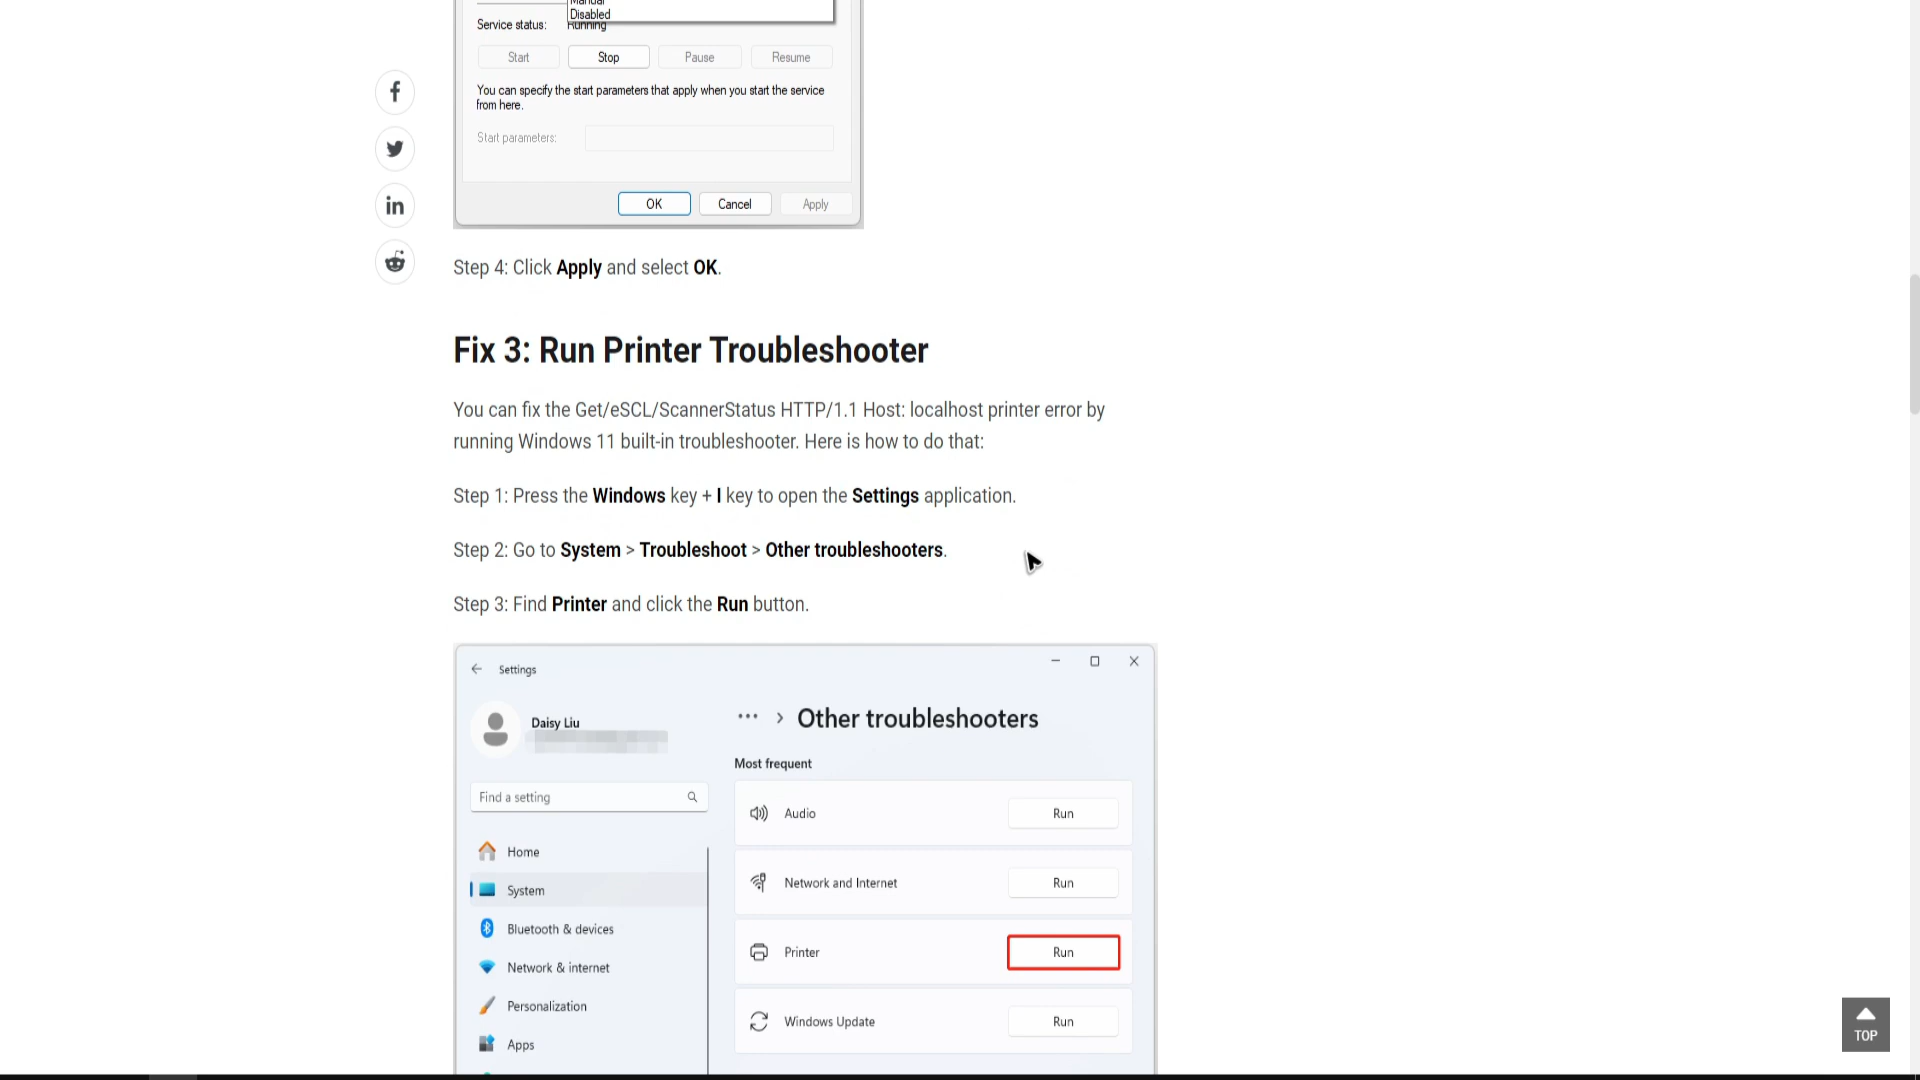 Manual
Disabled
Service status: Running
Start Stop Pause Resume
You can specify the start parameters that apply when you start the service
from here.
Start parameters:
OK Cancel Apply
Step 4: Click Apply and select OK.
Fix 3: Run Printer Troubleshooter
You can fix the Get/eSCL/ScannerStatus HTTP/1.1 Host: localhost printer error by
running Windows 11 built-in troubleshooter. Here is how to do that:
Step 1: Press the Windows key + I key to open the Settings application.
Step 2: Go to System > Troubleshoot > Other troubleshooters.
Step 3: Find Printer and click the Run button.
Settings
Daisy Liu
... > Other troubleshooters
Most frequent
Find a setting
Audio Run
Home
Network and Internet Run
System
Bluetooth & devices
Printer Run
Network & internet
Personalization
Windows Update Run
Apps
TOP